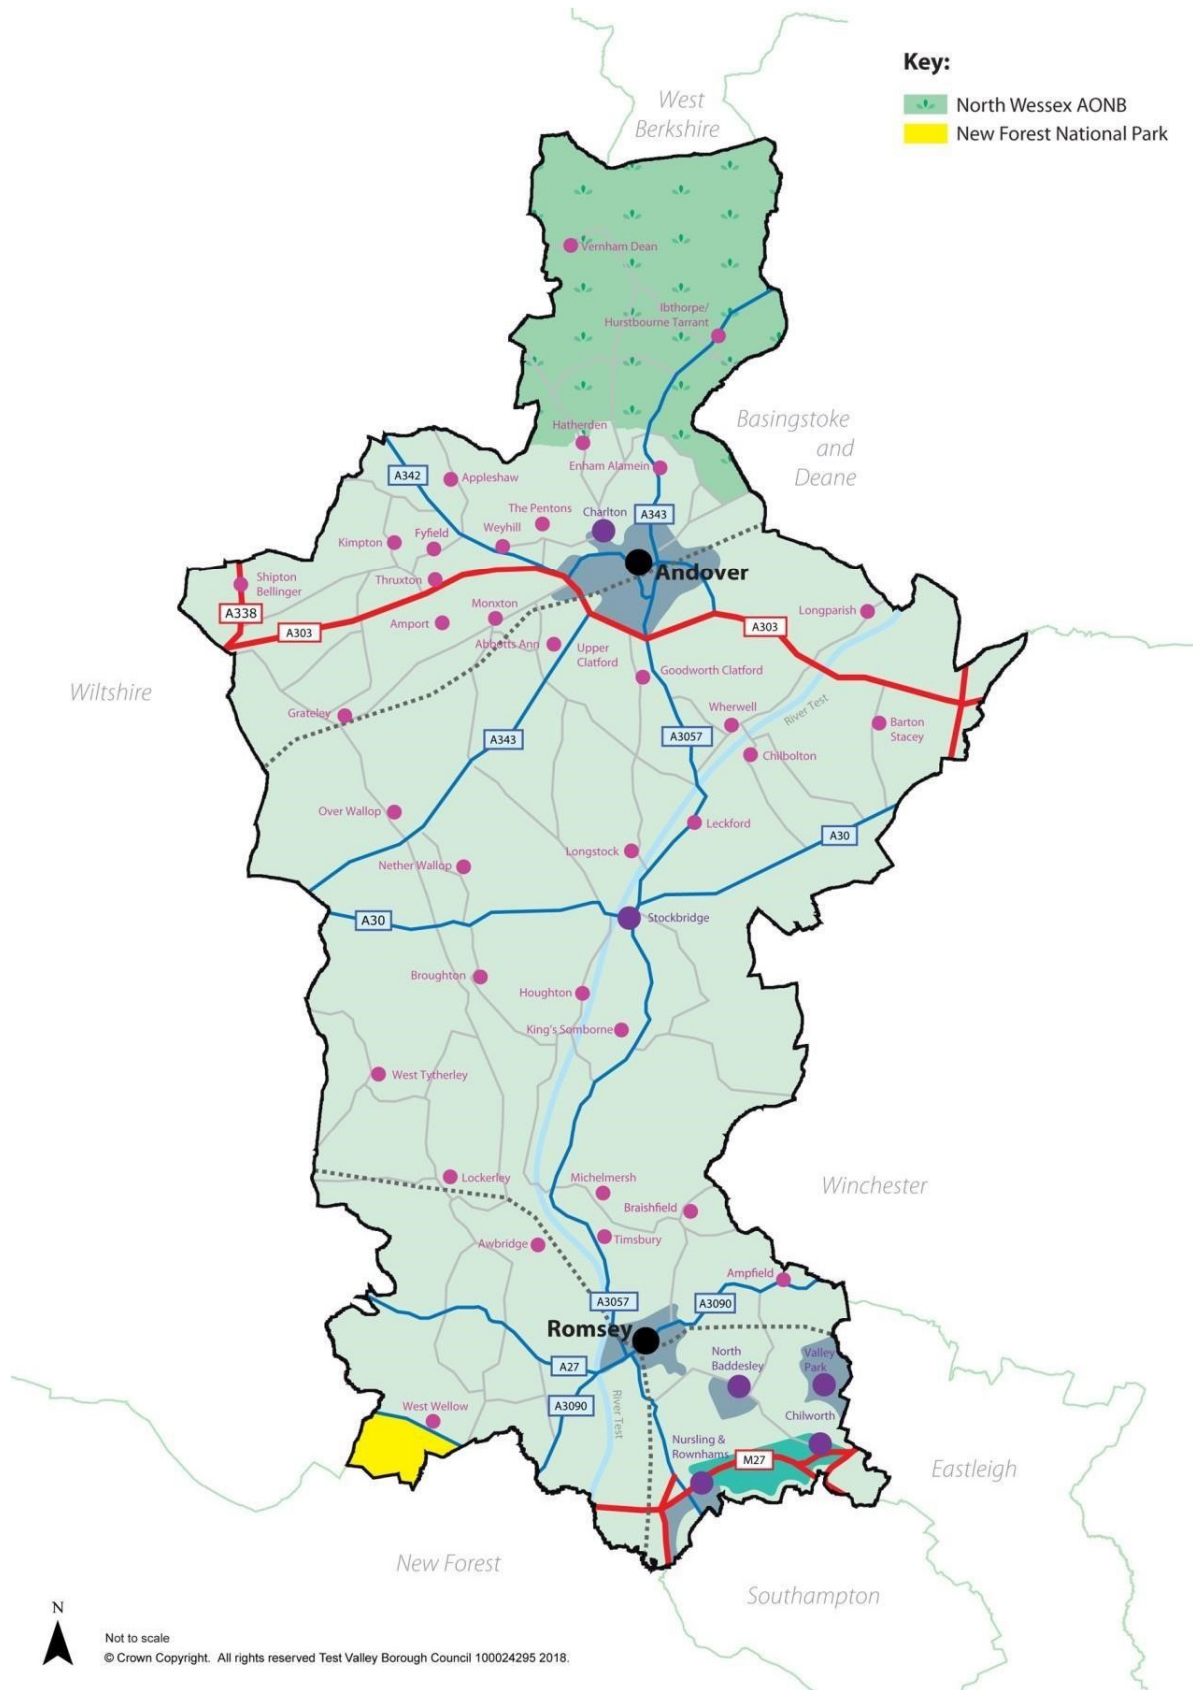 Key:
North Wessex AONB
New Forest National Park
West
Berkshire
Vernham Dean
Ibthorpe/
Hurstbourne Tarrant
Basingstoke
and
Deane
Hatherden
Enham Alamein
A342
Appleshaw
The Pentons
Charlton
A343
Kimpton
Fyfield
Weyhill
Andover
Shipton
Bellinger
Thruxton
A338
A303
Amport
Monxton
Abbotts Ann
Upper
Clatford
A303
Longparish
Goodworth Clatford
Wiltshire
Grateley
A343
A3057
Wherwell
River Test
Barton
Stacey
Chilbolton
Over Wallop
Leckford
A30
Nether Wallop
Longstock
A30
Stockbridge
Broughton
Houghton
King's Somborne
West Tytherley
Lockerley
Michelmersh
Braishfield
Winchester
Awbridge
Timsbury
Ampfield
A3057
A3090
Romsey
North
Baddesley
Valley
Park
A27
A3090
River Test
West Wellow
Chilworth
Nursling &
Rownhams
M27
Eastleigh
New Forest
Southampton
N
Not to scale
© Crown Copyright. All rights reserved Test Valley Borough Council 100024295 2018.